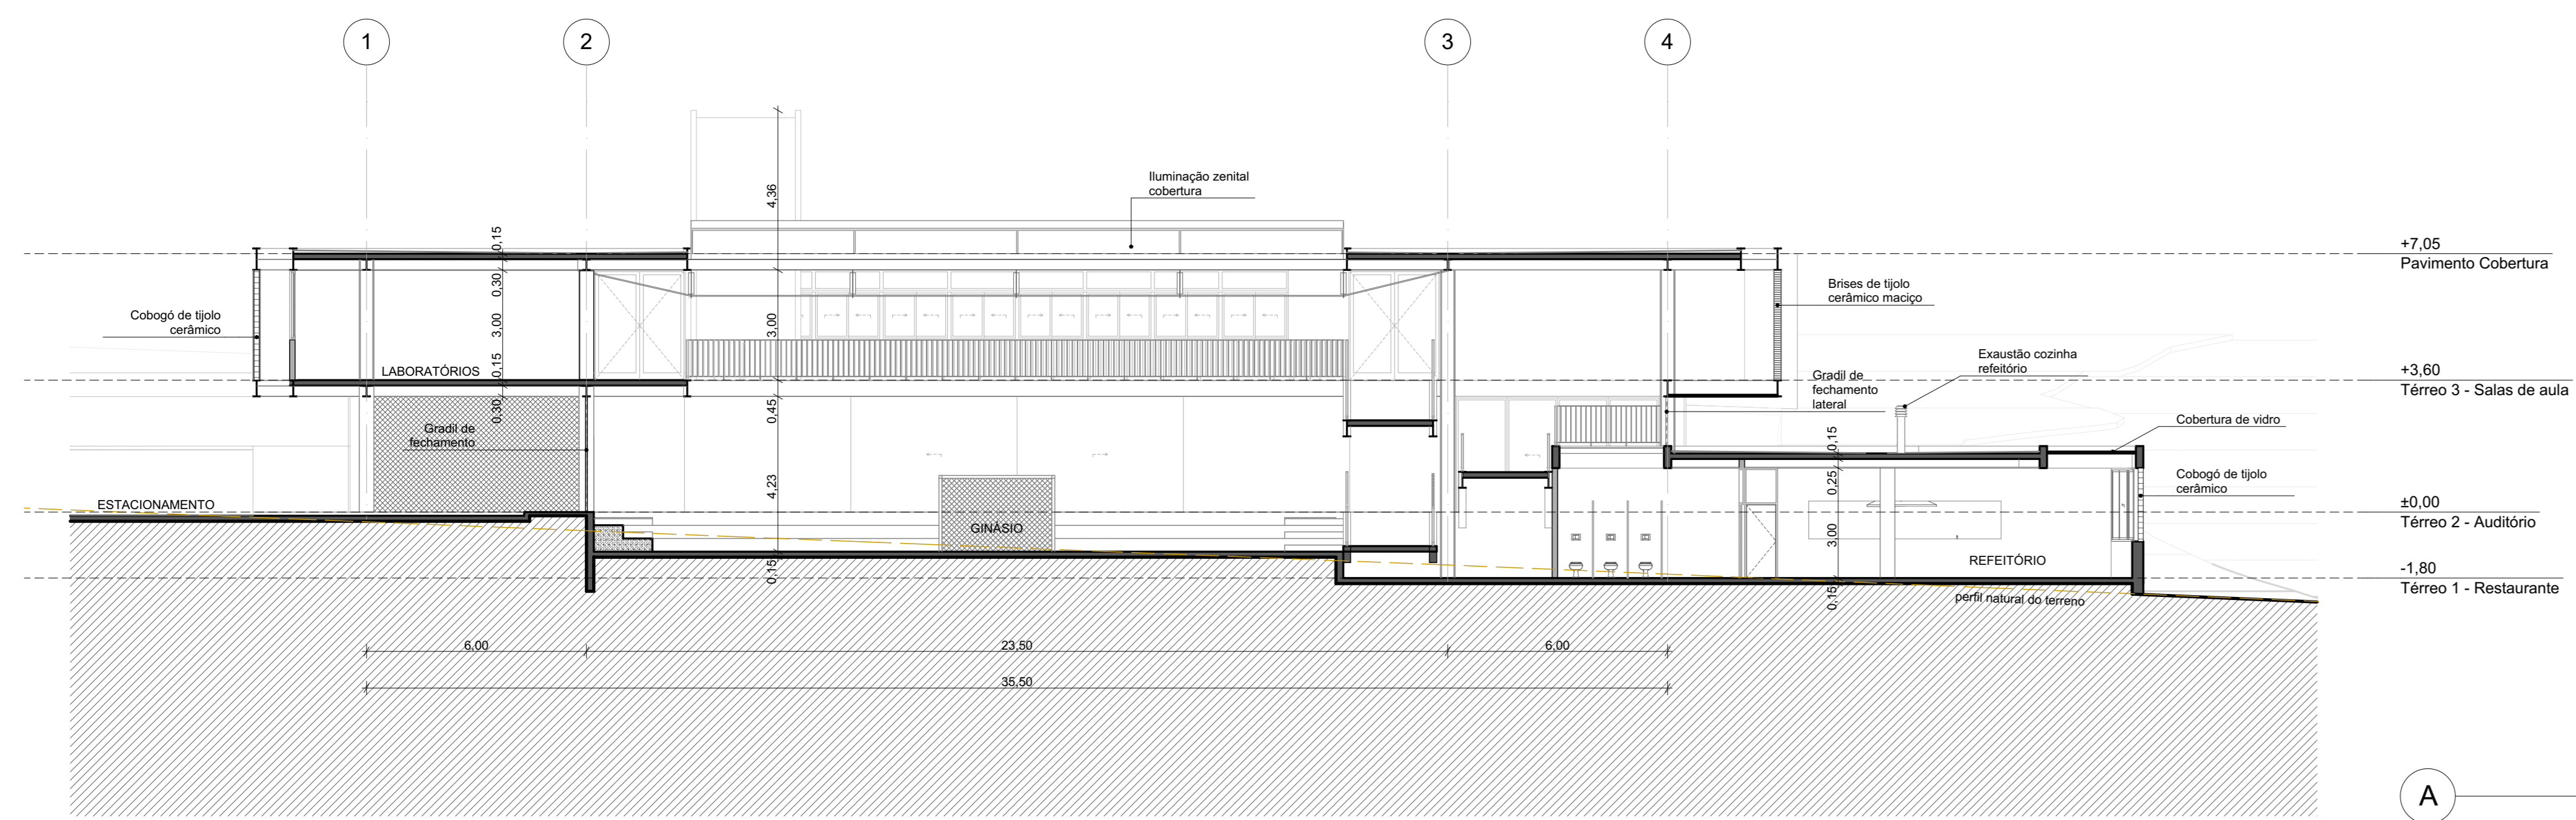 1
2
3
4
4,36
Iluminação zenital
cobertura
0,15
0,30
3,00
0,15
0,30
3,00
0,45
4,23
0,15
Cobogó de tijolo
cerâmico
LABORATÓRIOS
Gradil de
fechamento
ESTACIONAMENTO
GINÁSIO
Brises de tijolo
cerâmico maciço
Gradil de
fechamento
lateral
Exaustão cozinha
refeitório
Cobertura de vidro
Cobogó de tijolo
cerâmico
0,15
0,25
3,00
0,15
REFEITÓRIO
perfil natural do terreno
+7,05
Pavimento Cobertura
+3,60
Térreo 3 - Salas de aula
±0,00
Térreo 2 - Auditório
-1,80
Térreo 1 - Restaurante
6,00
23,50
6,00
35,50
A